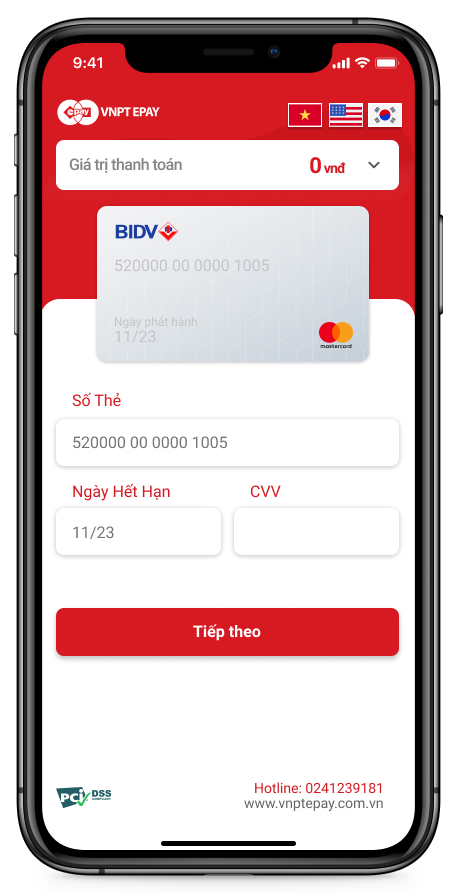 9:41
epay VNPT EPAY
Giá trị thanh toán 0 vnđ
BIDV
520000 00 0000 1005
Ngày phát hành
11/23
mastercard
Số Thẻ
520000 00 0000 1005
Ngày Hết Hạn CVV
11/23
Tiếp theo
Hotline: 0241239181
PCI DSS
COMPLIANT
www.vnptepay.com.vn